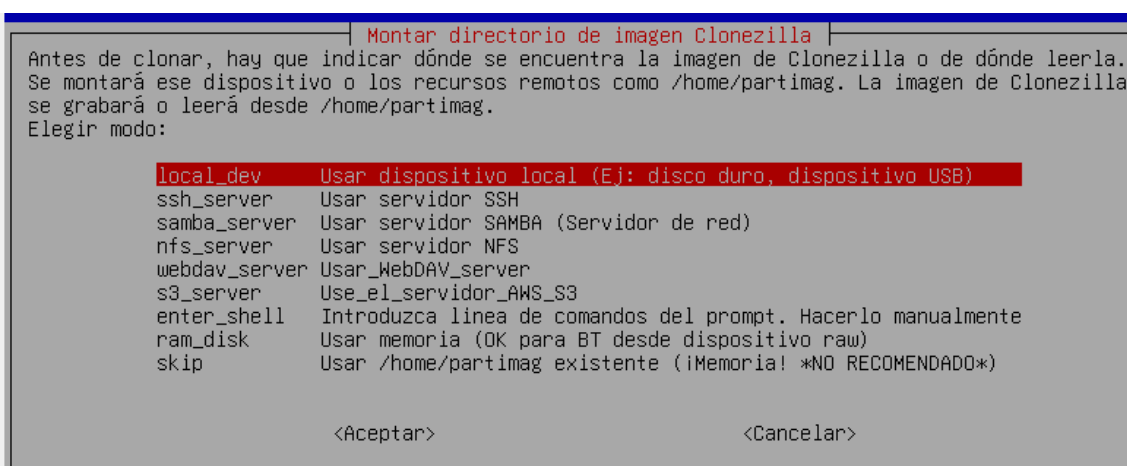 Montar directorio de imagen Clonezilla
Antes de clonar, hay que indicar dónde se encuentra la imagen de Clonezilla o de dónde leerla.
Se montará ese dispositivo o los recursos remotos como /home/partimag. La imagen de Clonezilla
se grabará o leerá desde /home/partimag.
Elegir modo:
local_dev Usar dispositivo local (Ej: disco duro, dispositivo USB)
ssh_server Usar servidor SSH
samba_server Usar servidor SAMBA (Servidor de red)
nfs_server Usar servidor NFS
webdav_server Usar_WebDAV_server
s3_server Use_el_servidor_AWS_S3
enter_shell Introduzca linea de comandos del prompt. Hacerlo manualmente
ram_disk Usar memoria (OK para BT desde dispositivo raw)
skip Usar /home/partimag existente (¡Memoria! *NO RECOMENDADO*)
<Aceptar> <Cancelar>